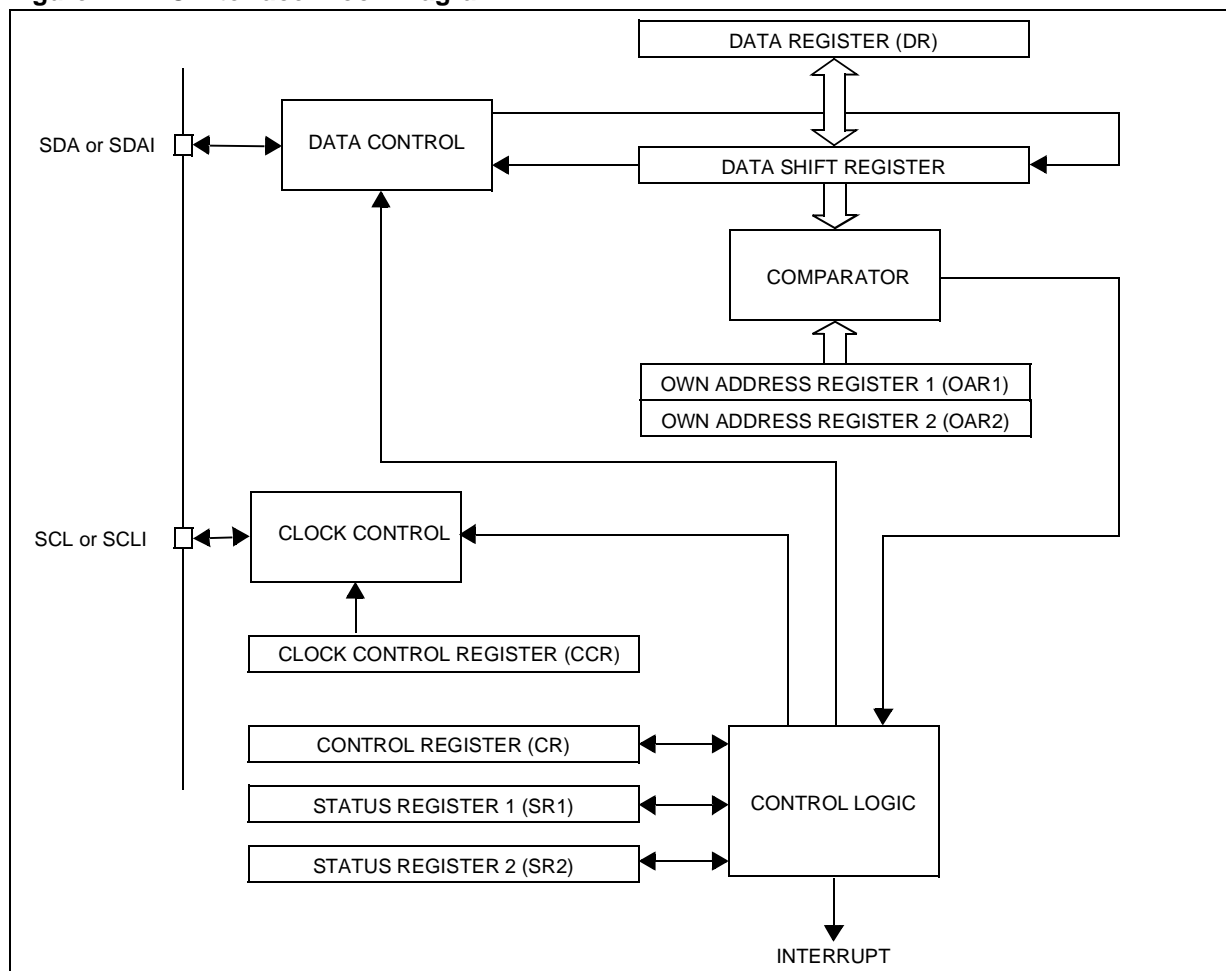 DATA REGISTER (DR)
SDA or SDAI
DATA CONTROL
DATA SHIFT REGISTER
COMPARATOR
OWN ADDRESS REGISTER 1 (OAR1)
OWN ADDRESS REGISTER 2 (OAR2)
SCL or SCLI
CLOCK CONTROL
CLOCK CONTROL REGISTER (CCR)
CONTROL REGISTER (CR)
STATUS REGISTER 1 (SR1)
CONTROL LOGIC
STATUS REGISTER 2 (SR2)
INTERRUPT